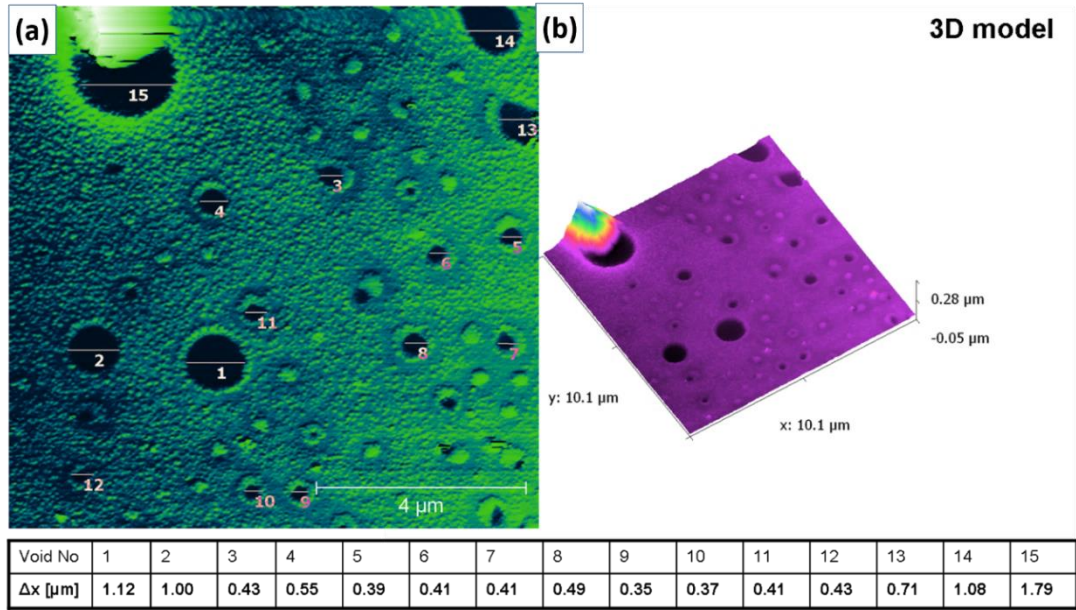 (a)
(b)
3D model
14
15
13
3
4
5
6
11
2
1
8
7
12
10
9
4 µm
0.28 µm
-0.05 µm
y: 10.1 µm
x: 10.1 µm
Void No 1 2 3 4 5 6 7 8 9 10 11 12 13 14 15
Δx [µm] 1.12 1.00 0.43 0.55 0.39 0.41 0.41 0.49 0.35 0.37 0.41 0.43 0.71 1.08 1.79